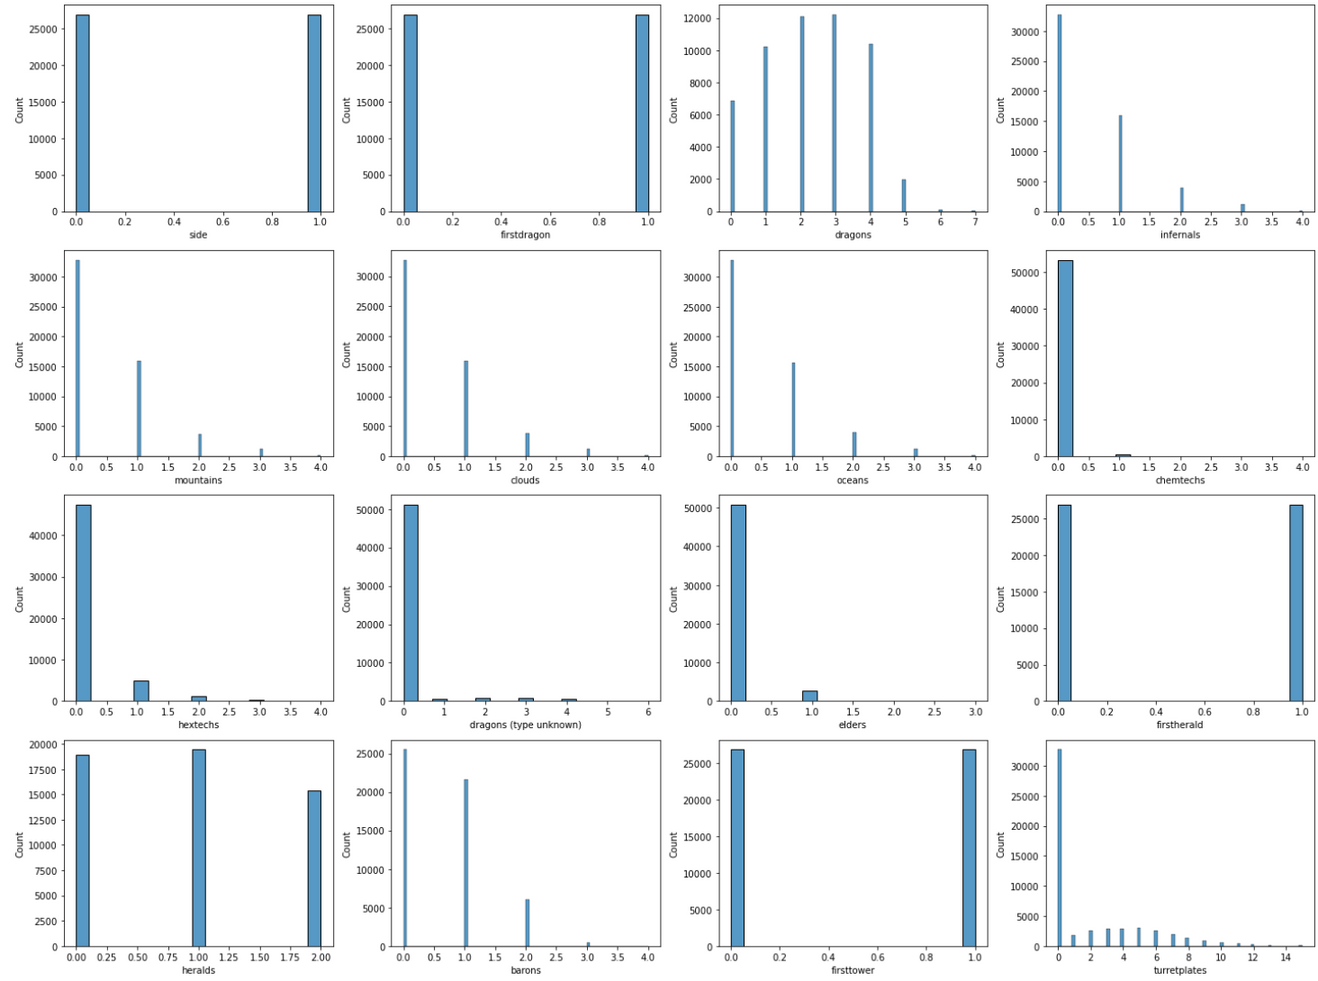 25000
20000
15000
10000
5000
0
Count
0.0 0.2 0.4 0.6 0.8 1.0
side
25000
20000
15000
10000
5000
0
Count
0.0 0.2 0.4 0.6 0.8 1.0
firstdragon
12000
10000
8000
6000
4000
2000
0
Count
0 1 2 3 4 5 6 7
dragons
30000
25000
20000
15000
10000
5000
0
Count
0.0 0.5 1.0 1.5 2.0 2.5 3.0 3.5 4.0
infernals
30000
25000
20000
15000
10000
5000
0
Count
0.0 0.5 1.0 1.5 2.0 2.5 3.0 3.5 4.0
mountains
30000
25000
20000
15000
10000
5000
0
Count
0.0 0.5 1.0 1.5 2.0 2.5 3.0 3.5 4.0
clouds
30000
25000
20000
15000
10000
5000
0
Count
0.0 0.5 1.0 1.5 2.0 2.5 3.0 3.5 4.0
oceans
50000
40000
30000
20000
10000
0
Count
0.0 0.5 1.0 1.5 2.0 2.5 3.0 3.5 4.0
chemtechs
40000
30000
20000
10000
0
Count
0.0 0.5 1.0 1.5 2.0 2.5 3.0 3.5 4.0
hextechs
50000
40000
30000
20000
10000
0
Count
0 1 2 3 4 5 6
dragons (type unknown)
50000
40000
30000
20000
10000
0
Count
0.0 0.5 1.0 1.5 2.0 2.5 3.0
elders
25000
20000
15000
10000
5000
0
Count
0.0 0.2 0.4 0.6 0.8 1.0
firstherald
20000
17500
15000
12500
10000
7500
5000
2500
0
Count
0.00 0.25 0.50 0.75 1.00 1.25 1.50 1.75 2.00
heralds
25000
20000
15000
10000
5000
0
Count
0.0 0.5 1.0 1.5 2.0 2.5 3.0 3.5 4.0
barons
25000
20000
15000
10000
5000
0
Count
0.0 0.2 0.4 0.6 0.8 1.0
firsttower
30000
25000
20000
15000
10000
5000
0
Count
0 2 4 6 8 10 12 14
turretplates